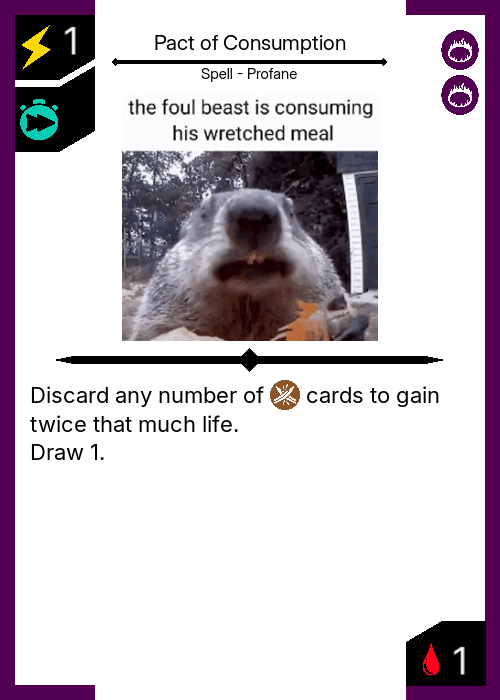 1
Pact of Consumption
Spell - Profane
the foul beast is consuming
his wretched meal
Discard any number of cards to gain
twice that much life.
Draw 1.
1